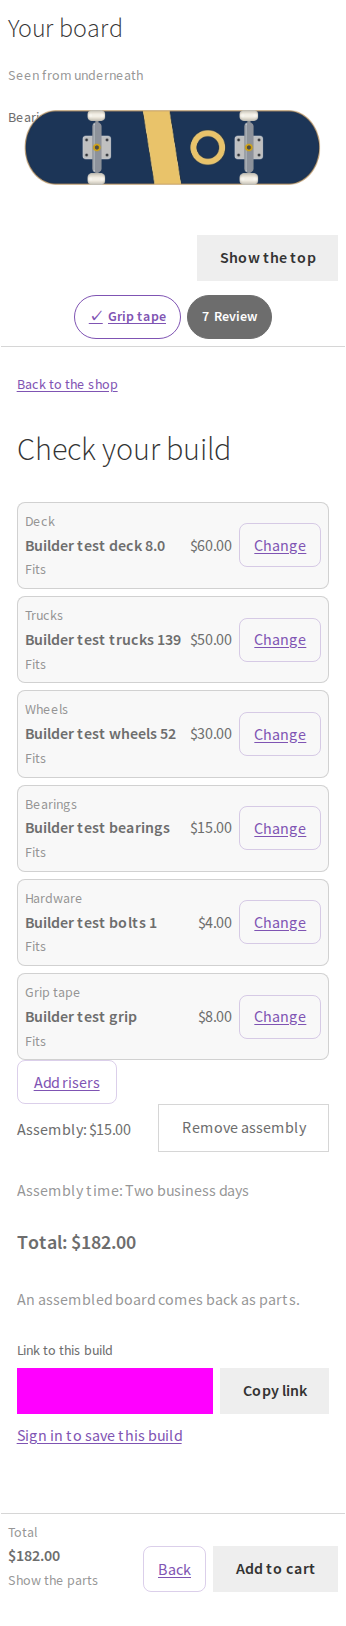 Your board
Seen from underneath
Show the top
✓ Grip tape
7 Review
Back to the shop
Check your build
Deck
Builder test deck 8.0 $60.00 Change
Fits
Trucks
Builder test trucks 139 $50.00 Change
Fits
Wheels
Builder test wheels 52 $30.00 Change
Fits
Bearings
Builder test bearings $15.00 Change
Fits
Hardware
Builder test bolts 1 $4.00 Change
Fits
Grip tape
Builder test grip $8.00 Change
Fits
Add risers
Assembly: $15.00 Remove assembly
Assembly time: Two business days
Total: $182.00
An assembled board comes back as parts.
Link to this build
Copy link
Sign in to save this build
Total
$182.00
Show the parts
Back
Add to cart